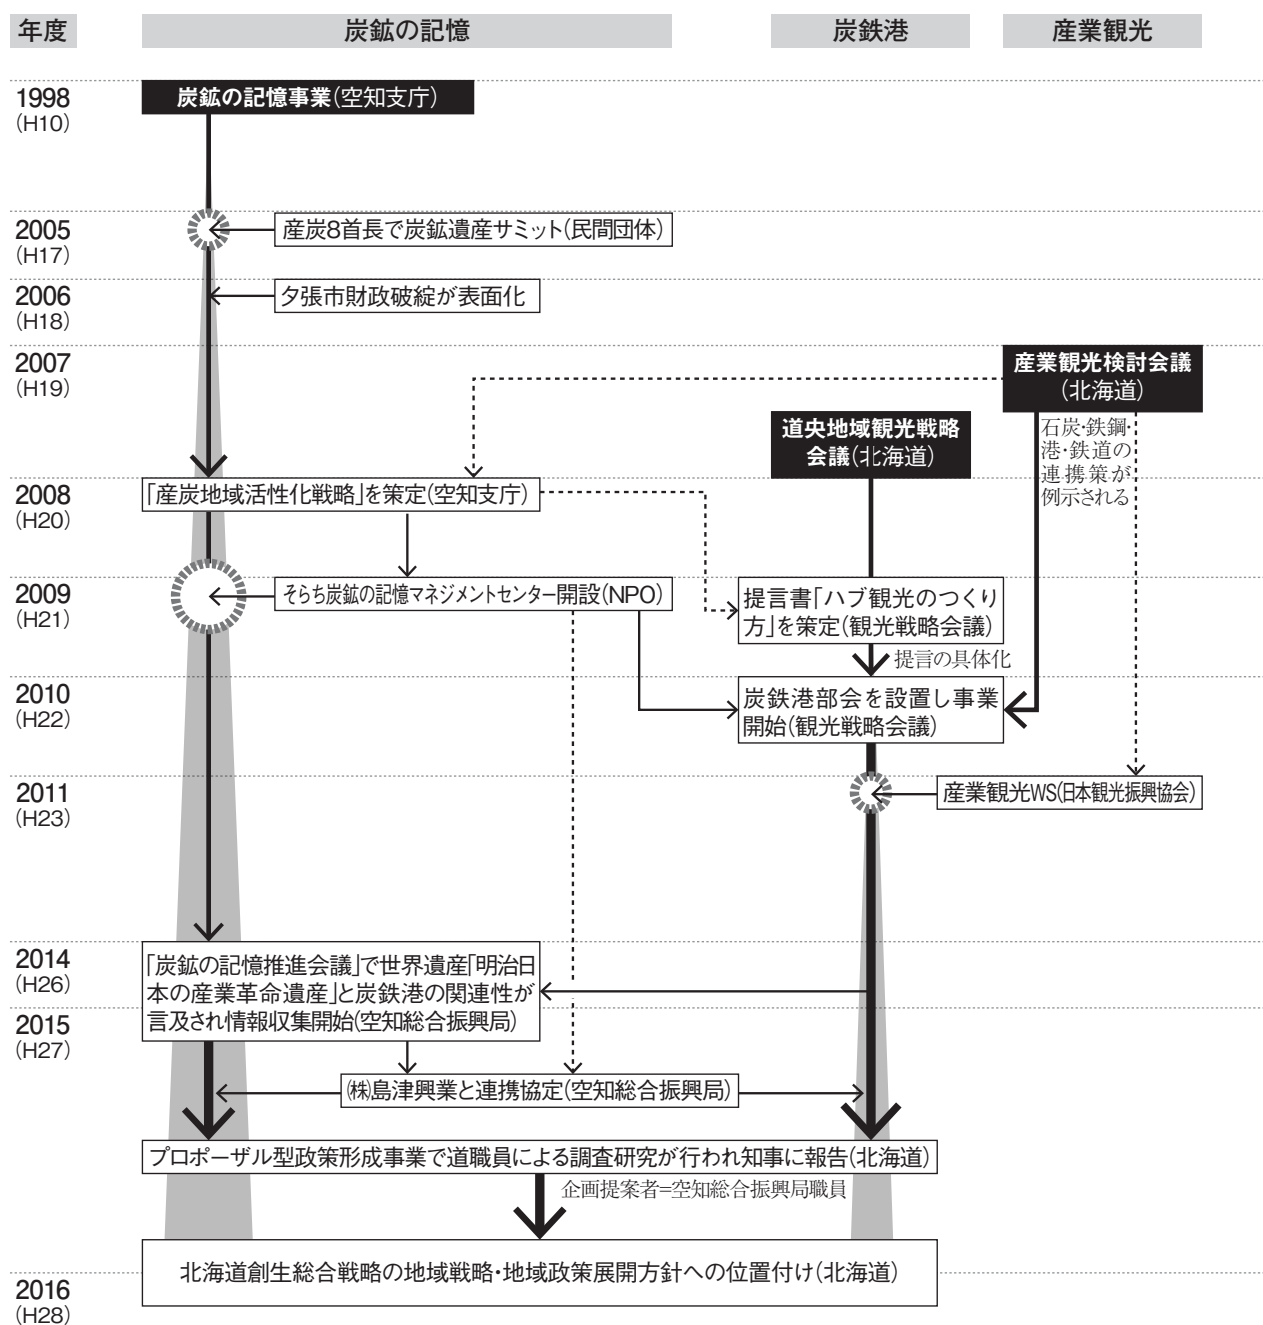 年度
炭鉱の記憶
炭鉄港
産業観光
1998
(H10)
炭鉱の記憶事業(空知支庁)
2005
(H17)
産炭8首長で炭鉱遺産サミット(民間団体)
2006
(H18)
夕張市財政破綻が表面化
2007
(H19)
産業観光検討会議
(北海道)
道央地域観光戦略
会議(北海道)
石炭・鉄鋼・
港・鉄道の
連携策が
例示される
2008
(H20)
「産炭地域活性化戦略」を策定(空知支庁)
2009
(H21)
そらち炭鉱の記憶マネジメントセンター開設(NPO)
提言書「ハブ観光のつくり
方」を策定(観光戦略会議)
提言の具体化
2010
(H22)
炭鉄港部会を設置し事業
開始(観光戦略会議)
2011
(H23)
産業観光WS(日本観光振興協会)
2014
(H26)
「炭鉱の記憶推進会議」で世界遺産「明治日
本の産業革命遺産」と炭鉄港の関連性が
言及され情報収集開始(空知総合振興局)
2015
(H27)
㈱島津興業と連携協定(空知総合振興局)
プロポーザル型政策形成事業で道職員による調査研究が行われ知事に報告(北海道)
企画提案者=空知総合振興局職員
北海道創生総合戦略の地域戦略・地域政策展開方針への位置付け(北海道)
2016
(H28)